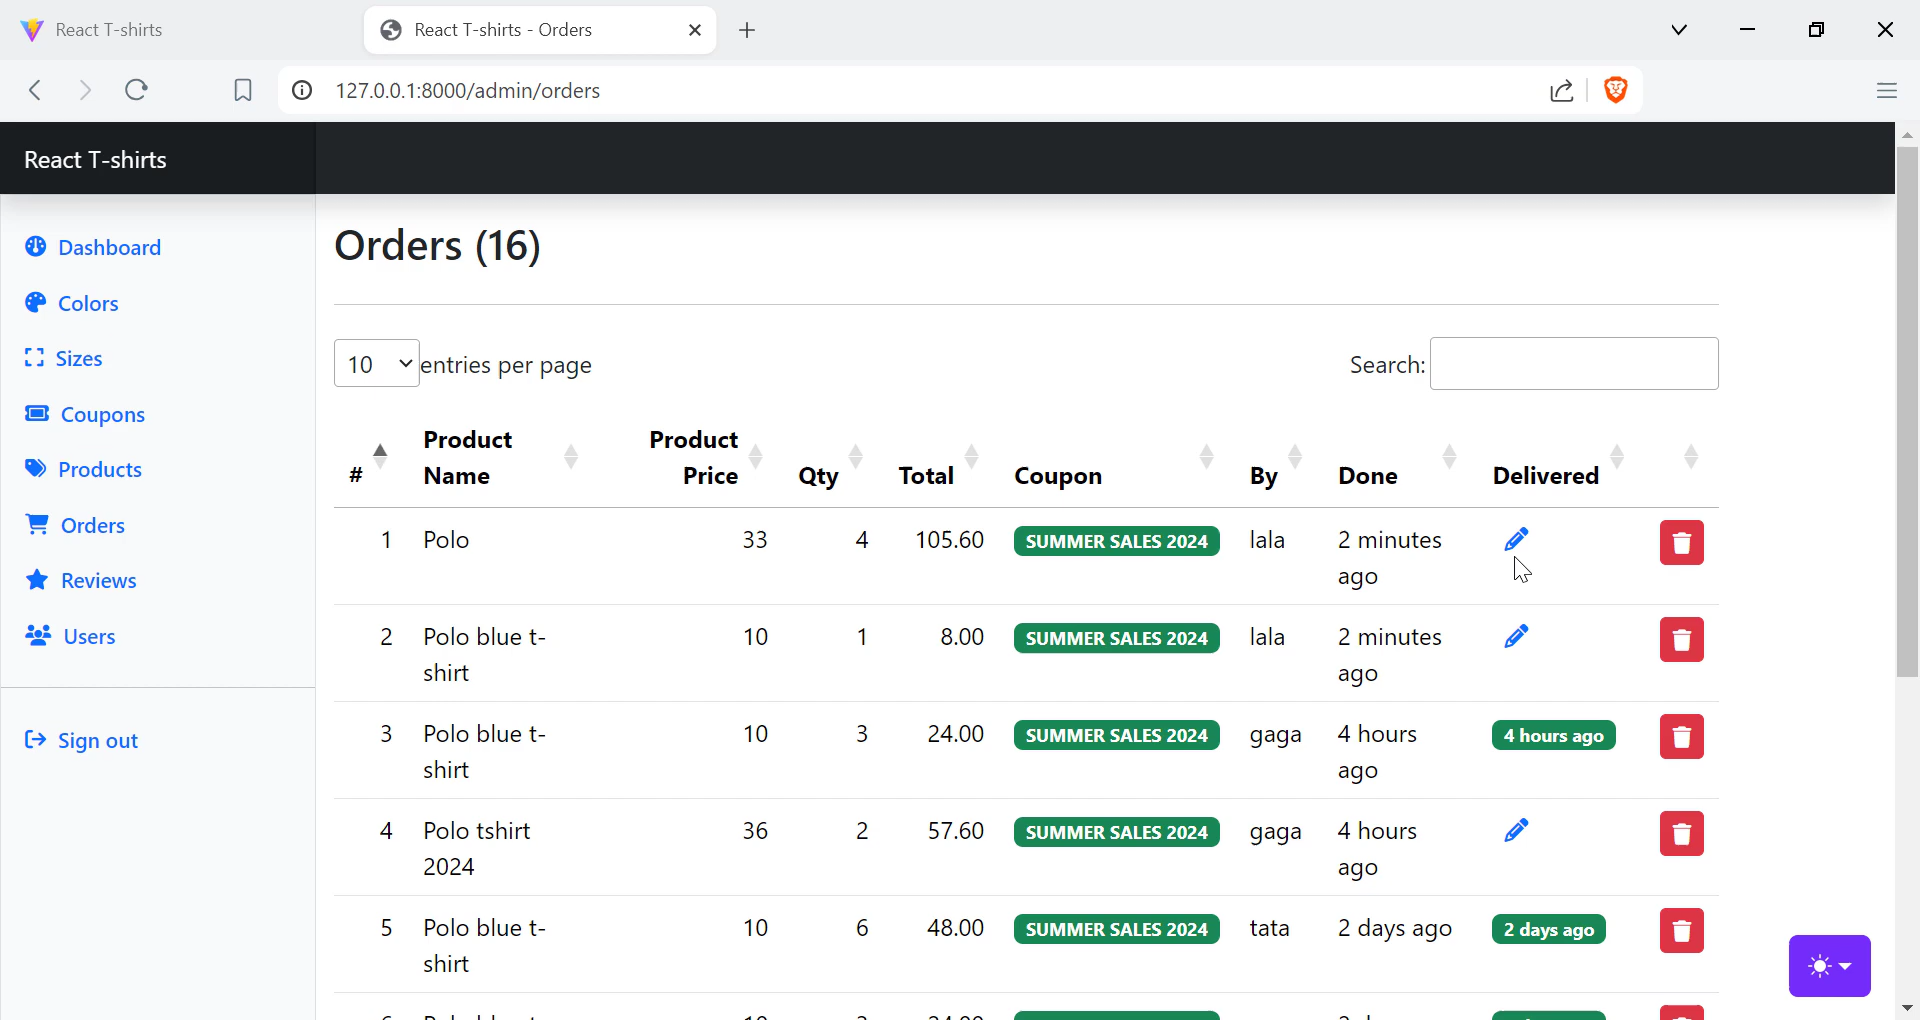 React T-shirts
React T-shirts - Orders
127.0.0.1:8000/admin/orders
React T-shirts
Dashboard
Colors
Sizes
Coupons
Products
Orders
Reviews
Users
Sign out
Orders (16)
10 entries per page
Search:
# Product Name Product Price Qty Total Coupon By Done Delivered
1 Polo 33 4 105.60 SUMMER SALES 2024 lala 2 minutes
ago
2 Polo blue t- 10 1 8.00 SUMMER SALES 2024 lala 2 minutes
shirt ago
3 Polo blue t- 10 3 24.00 SUMMER SALES 2024 gaga 4 hours 4 hours ago
shirt ago
4 Polo tshirt 36 2 57.60 SUMMER SALES 2024 gaga 4 hours
2024 ago
5 Polo blue t- 10 6 48.00 SUMMER SALES 2024 tata 2 days ago 2 days ago
shirt